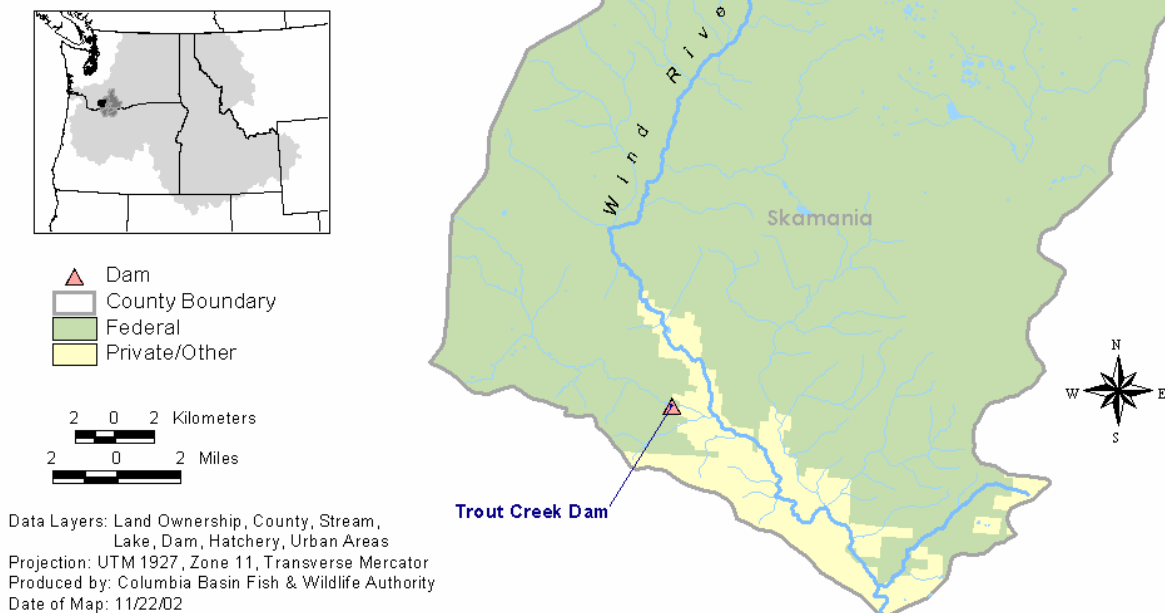 Wind Rive
Skamania
Dam
County Boundary
Federal
Private/Other
N
W E
S
2 0 2 Kilometers
2 0 2 Miles
Trout Creek Dam
Data Layers: Land Ownership, County, Stream,
Lake, Dam, Hatchery, Urban Areas
Projection: UTM 1927, Zone 11, Transverse Mercator
Produced by: Columbia Basin Fish & Wildlife Authority
Date of Map: 11/22/02